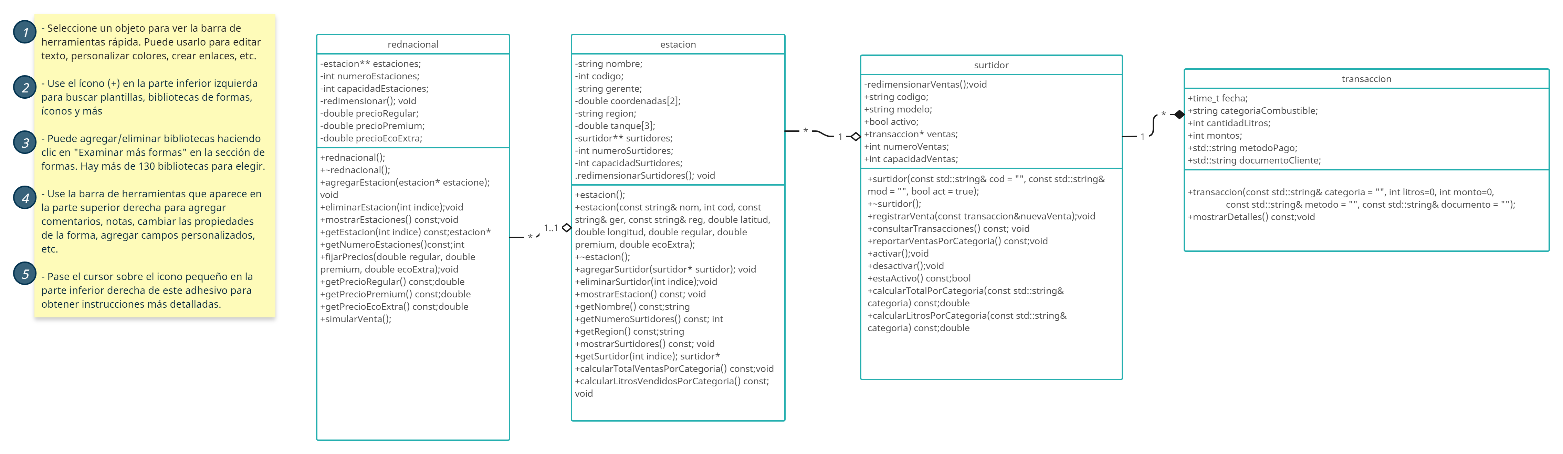 1
- Seleccione un objeto para ver la barra de
herramientas rápida. Puede usarlo para editar
texto, personalizar colores, crear enlaces, etc.
2
- Use el ícono (+) en la parte inferior izquierda
para buscar plantillas, bibliotecas de formas,
íconos y más
3
- Puede agregar/eliminar bibliotecas haciendo
clic en "Examinar más formas" en la sección de
formas. Hay más de 130 bibliotecas para elegir.
4
- Use la barra de herramientas que aparece en
la parte superior derecha para agregar
comentarios, notas, cambiar las propiedades
de la forma, agregar campos personalizados,
etc.
5
- Pase el cursor sobre el icono pequeño en la
parte inferior derecha de este adhesivo para
obtener instrucciones más detalladas.
rednacional
-estacion** estaciones;
-int numeroEstaciones;
-int capacidadEstaciones;
-redimensionar(); void
-double precioRegular;
-double precioPremium;
-double precioEcoExtra;
+rednacional();
+~rednacional();
+agregarEstacion(estacion* estacione);
void
+eliminarEstacion(int indice);void
+mostrarEstaciones() const;void
+getEstacion(int indice) const;estacion*
+getNumeroEstaciones()const;int
+fijarPrecios(double regular, double
premium, double ecoExtra);void
+getPrecioRegular() const;double
+getPrecioPremium() const;double
+getPrecioEcoExtra() const;double
+simularVenta();
* 1..1
estacion
-string nombre;
-int codigo;
-string gerente;
-double coordenadas[2];
-string region;
-double tanque[3];
-surtidor** surtidores;
-int numeroSurtidores;
-int capacidadSurtidores;
.redimensionarSurtidores(); void
+estacion();
+estacion(const string& nom, int cod, const
string& ger, const string& reg, double latitud,
double longitud, double regular, double
premium, double ecoExtra);
+~estacion();
+agregarSurtidor(surtidor* surtidor); void
+eliminarSurtidor(int indice);void
+mostrarEstacion() const; void
+getNombre() const;string
+getNumeroSurtidores() const; int
+getRegion() const;string
+mostrarSurtidores() const; void
+getSurtidor(int indice); surtidor*
+calcularTotalVentasPorCategoria() const;void
+calcularLitrosVendidosPorCategoria() const;
void
* 1
surtidor
-redimensionarVentas();void
+string codigo;
+string modelo;
+bool activo;
+transaccion* ventas;
+int numeroVentas;
+int capacidadVentas;
+surtidor(const std::string& cod = "", const std::string&
mod = "", bool act = true);
+~surtidor();
+registrarVenta(const transaccion&nuevaVenta);void
+consultarTransacciones() const; void
+reportarVentasPorCategoria() const;void
+activar();void
+desactivar();void
+estaActivo() const;bool
+calcularTotalPorCategoria(const std::string&
categoria) const;double
+calcularLitrosPorCategoria(const std::string&
categoria) const;double
1 *
transaccion
+time_t fecha;
+string categoriaCombustible;
+int cantidadLitros;
+int montos;
+std::string metodoPago;
+std::string documentoCliente;
+transaccion(const std::string& categoria = "", int litros=0, int monto=0,
const std::string& metodo = "", const std::string& documento = "");
+mostrarDetalles() const;void